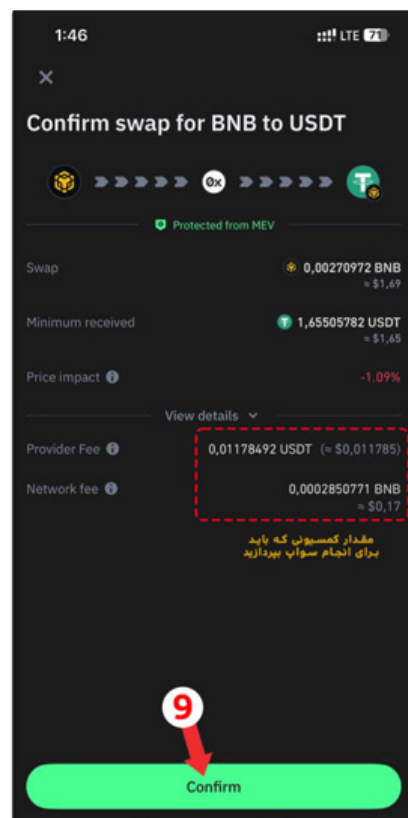 1:46 LTE 71
Confirm swap for BNB to USDT
0x
Protected from MEV
Swap 0,00270972 BNB
≈ $1,69
Minimum received 1,65505782 USDT
≈ $1,65
Price impact -1.09%
View details
Provider Fee 0,01178492 USDT (≈ $0,011785)
Network fee 0,0002850771 BNB
≈ $0,17
مقدار کمسیونی که باید
برای انجام سواپ بپردازید
9
Confirm